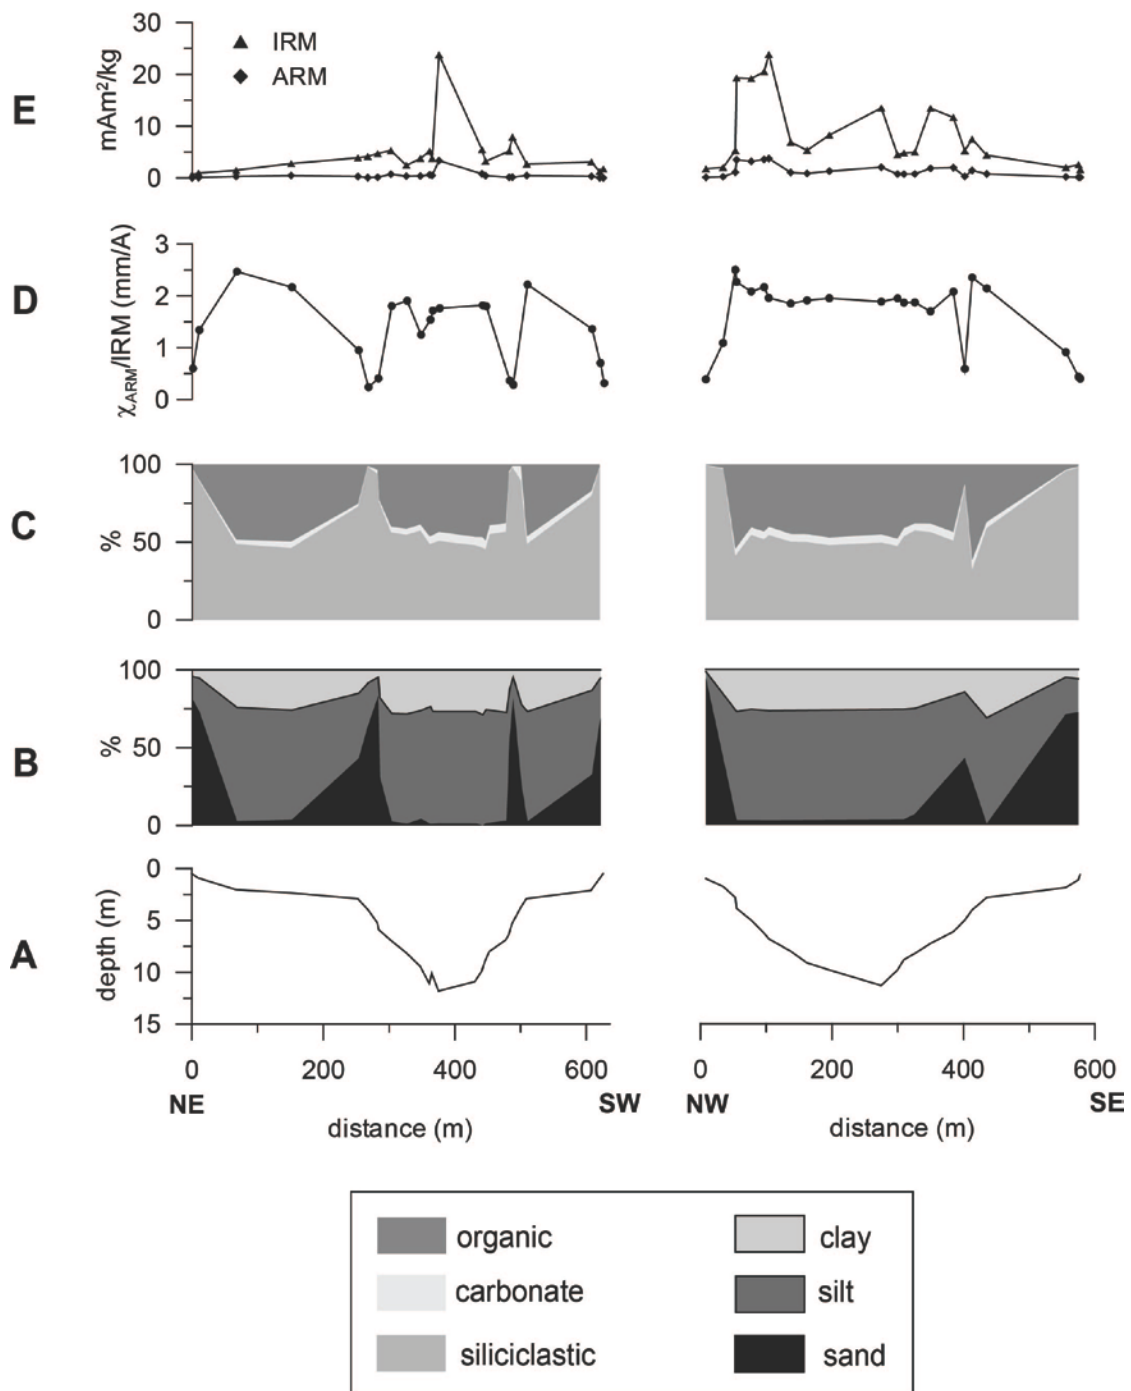 E
mAm²/kg
30
20
10
0
IRM
ARM
D
χARM/IRM (mm/A)
3
2
1
0
C
%
100
50
0
B
%
100
50
0
A
depth (m)
0
5
10
15
0 200 400 600
NE SW
distance (m)
0 200 400 600
NW SE
distance (m)
organic clay
carbonate silt
siliciclastic sand